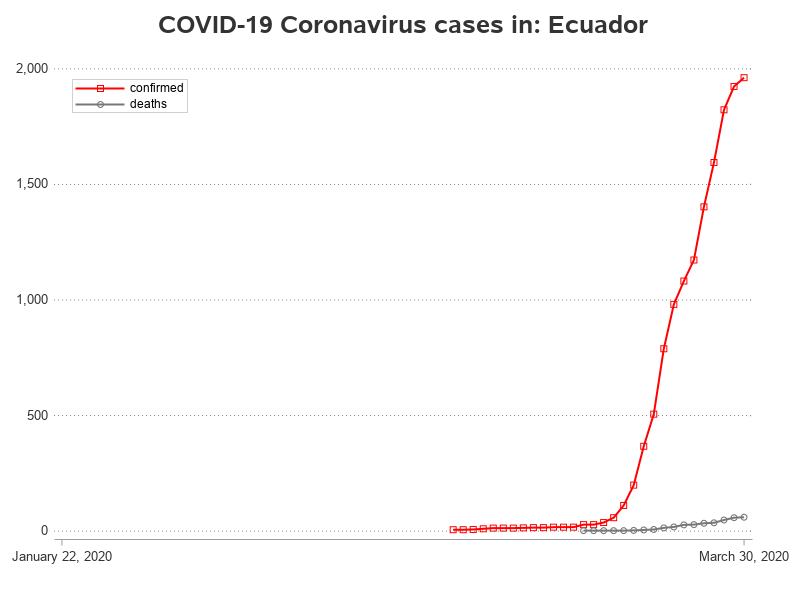 COVID-19 Coronavirus cases in: Ecuador
2,000
confirmed
deaths
1,500
1,000
500
0
January 22, 2020
March 30, 2020